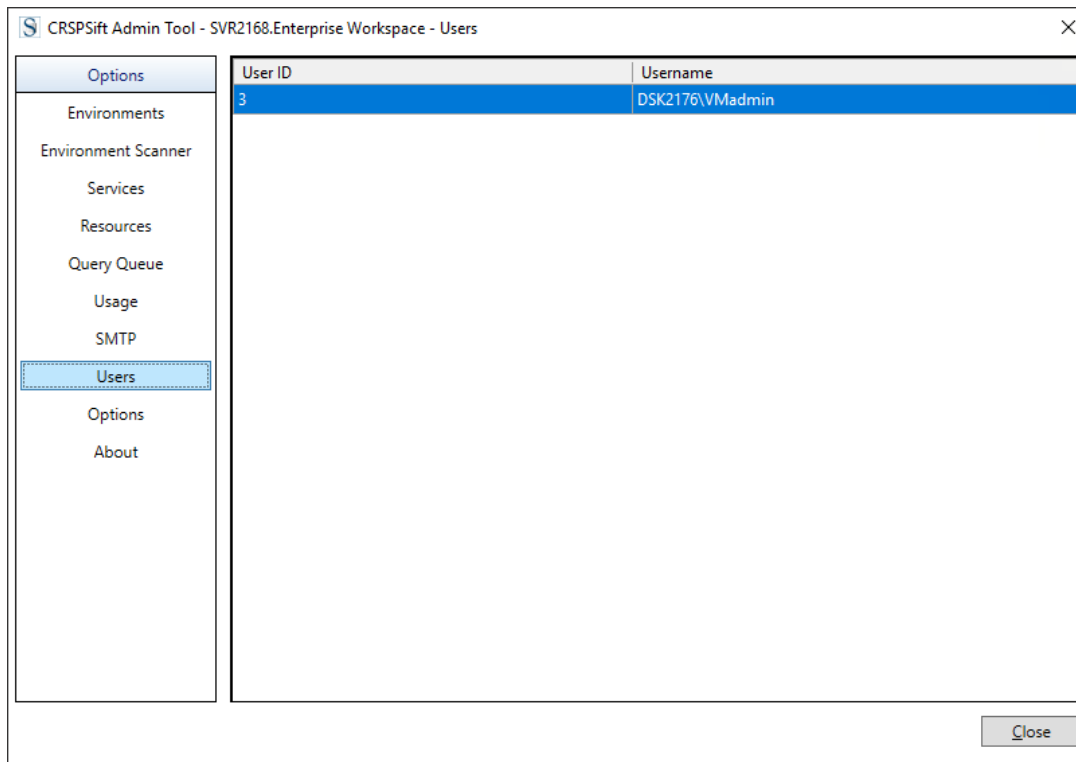 CRSPSift Admin Tool - SVR2168.Enterprise Workspace - Users
Options
Environments
Environment Scanner
Services
Resources
Query Queue
Usage
SMTP
Users
Options
About
User ID Username
3 DSK2176\VMadmin
Close